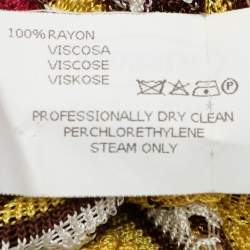 100% RAYON
VISCOSA
VISCOSE
VISKOSE
PROFESSIONALLY DRY CLEAN
PERCHLORETHYLENE
STEAM ONLY